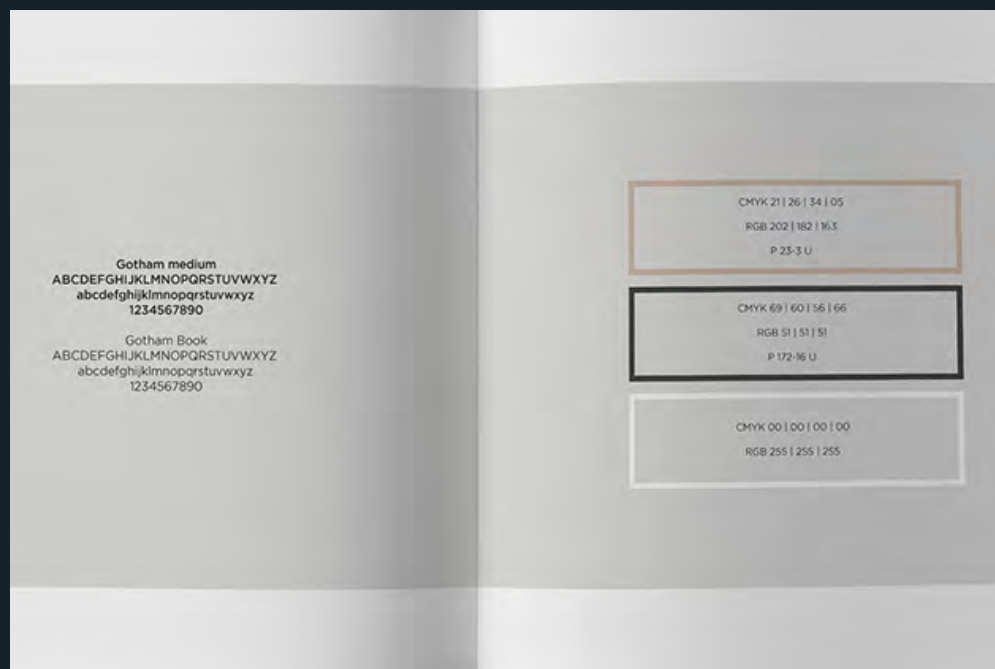 Gotham medium
ABCDEFGHIJKLMNOPQRSTUVWXYZ
abcdefghijklmnopqrstuvwxyz
1234567890
Gotham Book
ABCDEFGHIJKLMNOPQRSTUVWXYZ
abcdefghijklmnopqrstuvwxyz
1234567890
CMYK 21 | 26 | 34 | 05
RGB 202 | 182 | 163
P 23-3 U
CMYK 69 | 60 | 56 | 66
RGB 51 | 51 | 51
P 172-16 U
CMYK 00 | 00 | 00 | 00
RGB 255 | 255 | 255